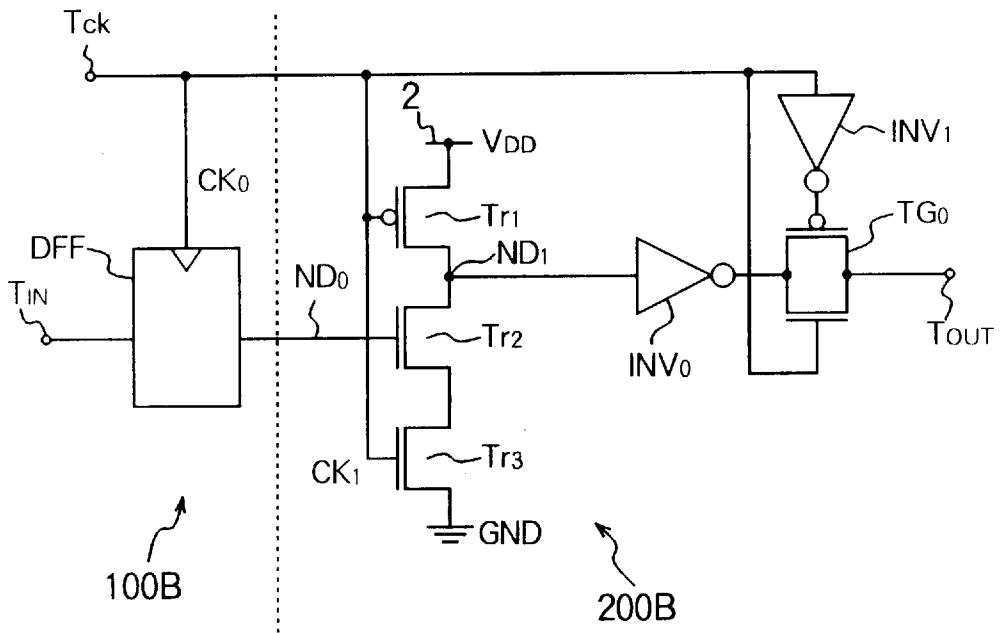 Tck
2
VDD
INV1
CK0
Tr1
TG0
DFF
ND1
ND0
TIN
Tr2
INV0
TOUT
CK1
Tr3
GND
100B
200B